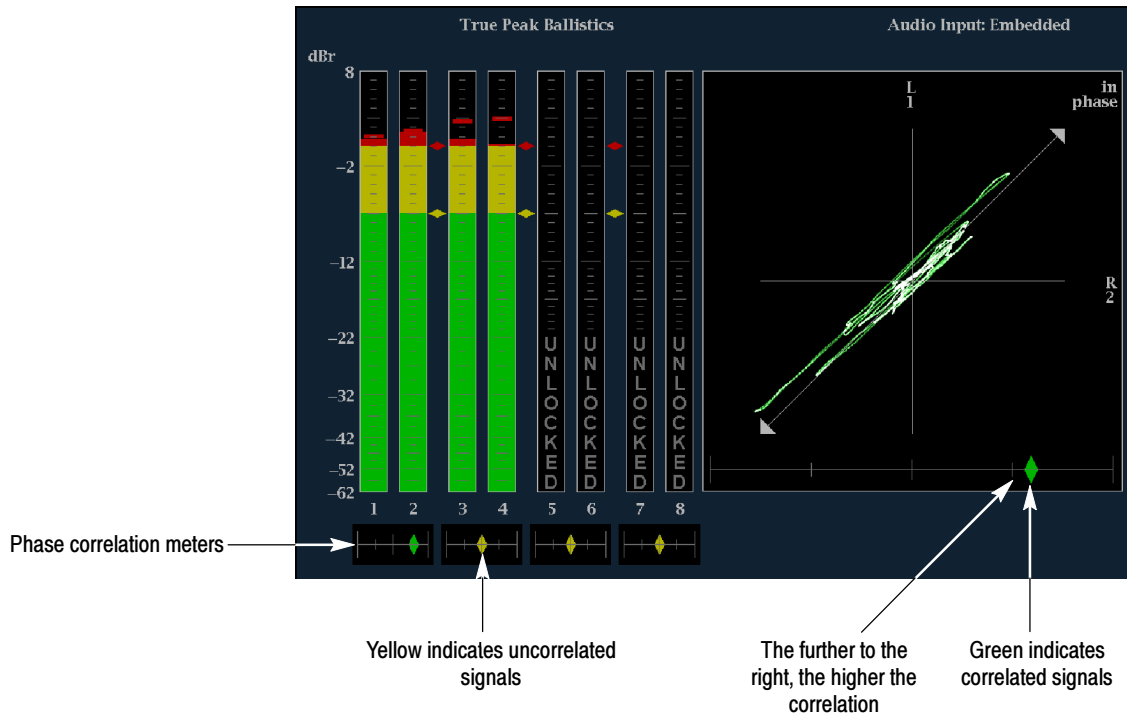 True Peak Ballistics
Audio Input: Embedded
dBr
8
−2
−12
−22
−32
−42
−52
−62
UNLOCKED
UNLOCKED
UNLOCKED
UNLOCKED
1 2 3 4 5 6 7 8
L
1
in
phase
R
2
Phase correlation meters
Yellow indicates uncorrelated
signals
The further to the
right, the higher the
correlation
Green indicates
correlated signals